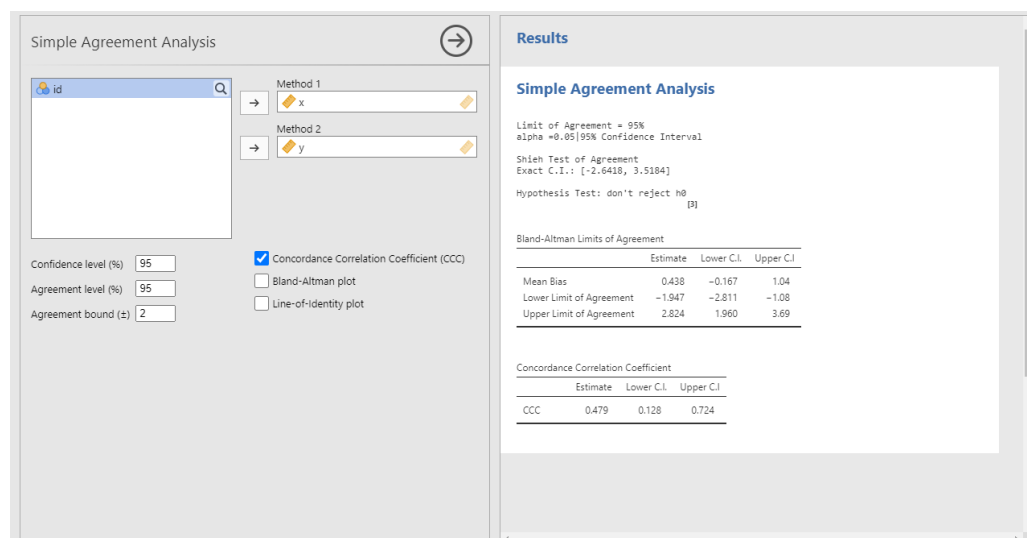 Simple Agreement Analysis
id
Method 1
x
Method 2
y
Confidence level (%) 95
Agreement level (%) 95
Agreement bound (±) 2
Concordance Correlation Coefficient (CCC)
Bland-Altman plot
Line-of-Identity plot
Results
Simple Agreement Analysis
Limit of Agreement = 95%
alpha =0.05|95% Confidence Interval
Shieh Test of Agreement
Exact C.I.: [-2.6418, 3.5184]
Hypothesis Test: don't reject h0
[3]
Bland-Altman Limits of Agreement
Estimate Lower C.I. Upper C.I
Mean Bias 0.438 −0.167 1.04
Lower Limit of Agreement −1.947 −2.811 −1.08
Upper Limit of Agreement 2.824 1.960 3.69
Concordance Correlation Coefficient
Estimate Lower C.I. Upper C.I
CCC 0.479 0.128 0.724